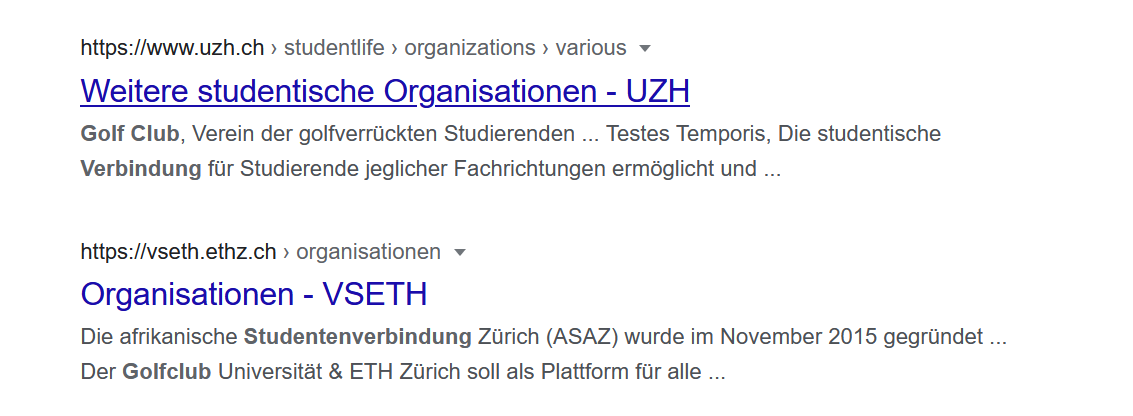 https://www.uzh.ch › studentlife › organizations › various
Weitere studentische Organisationen - UZH
Golf Club, Verein der golfverrückten Studierenden ... Testes Temporis, Die studentische
Verbindung für Studierende jeglicher Fachrichtungen ermöglicht und ...
https://vseth.ethz.ch › organisationen
Organisationen - VSETH
Die afrikanische Studentenverbindung Zürich (ASAZ) wurde im November 2015 gegründet ...
Der Golfclub Universität & ETH Zürich soll als Plattform für alle ...